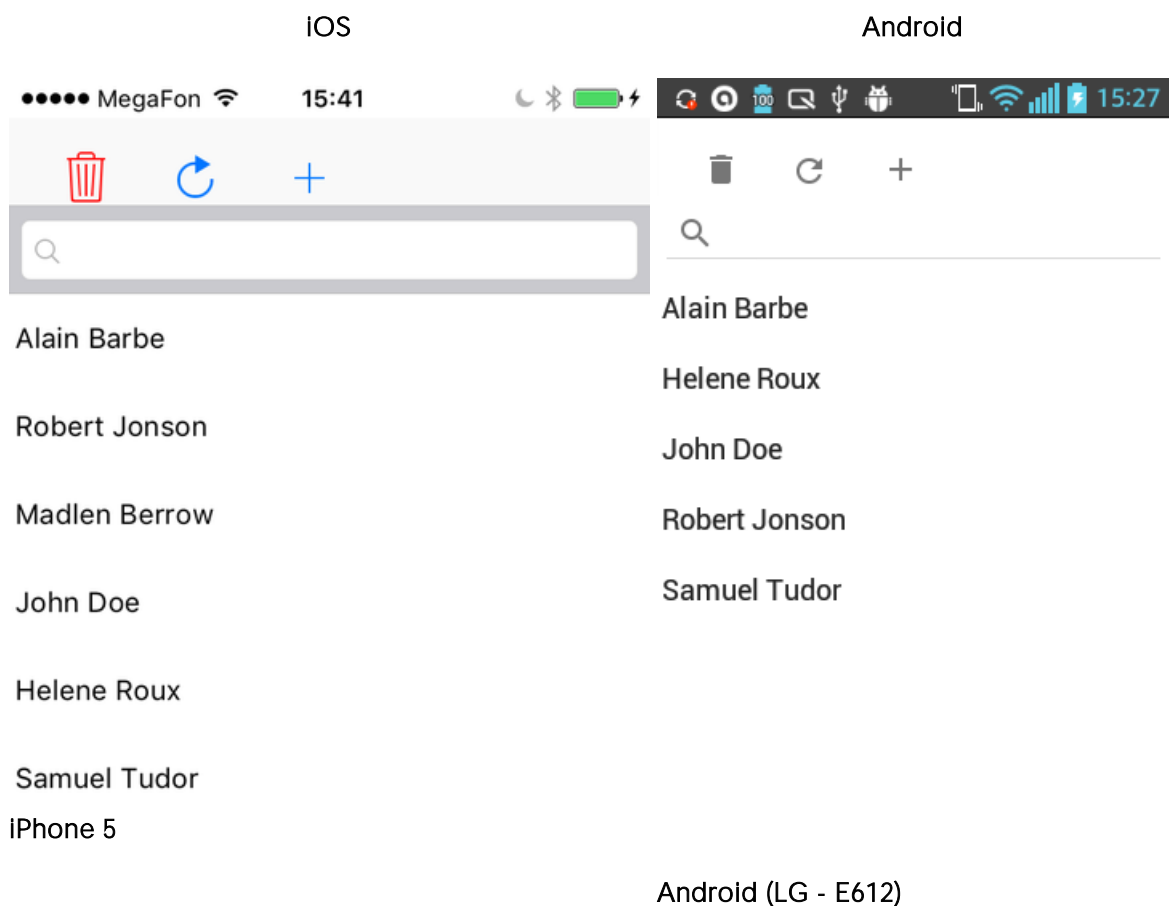 iOS
Android
MegaFon 15:41
100 15:27
Alain Barbe
Robert Jonson
Madlen Berrow
John Doe
Helene Roux
Samuel Tudor
iPhone 5
Alain Barbe
Helene Roux
John Doe
Robert Jonson
Samuel Tudor
Android (LG - E612)